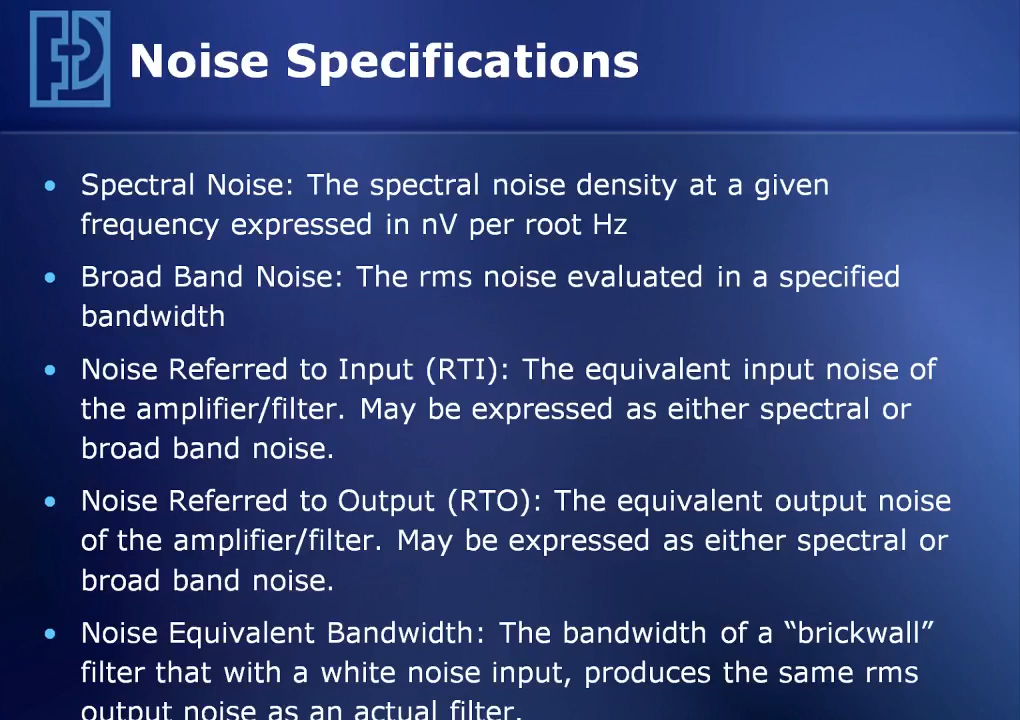 Noise Specifications
• Spectral Noise: The spectral noise density at a given
frequency expressed in nV per root Hz
• Broad Band Noise: The rms noise evaluated in a specified
bandwidth
• Noise Referred to Input (RTI): The equivalent input noise of
the amplifier/filter. May be expressed as either spectral or
broad band noise.
• Noise Referred to Output (RTO): The equivalent output noise
of the amplifier/filter. May be expressed as either spectral or
broad band noise.
• Noise Equivalent Bandwidth: The bandwidth of a “brickwall”
filter that with a white noise input, produces the same rms
output noise as an actual filter.